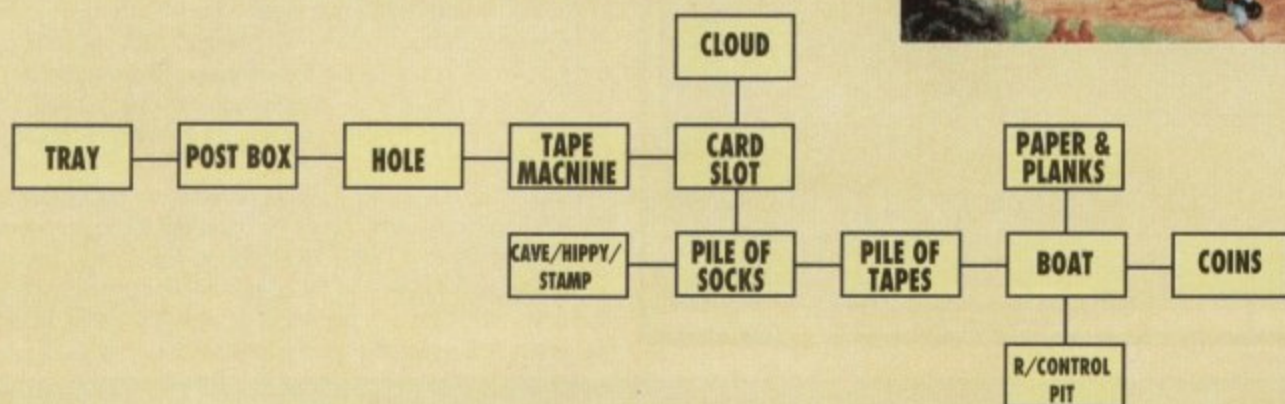 CLOUD
TRAY
POST BOX
HOLE
TAPE
MACNINE
CARD
SLOT
PAPER &
PLANKS
CAVE/HIPPY/
STAMP
PILE OF
SOCKS
PILE OF
TAPES
BOAT
COINS
R/CONTROL
PIT